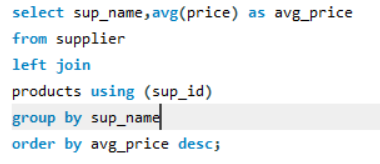 select sup_name,avg(price) as avg_price
from supplier
left join
products using (sup_id)
group by sup_name
order by avg_price desc;